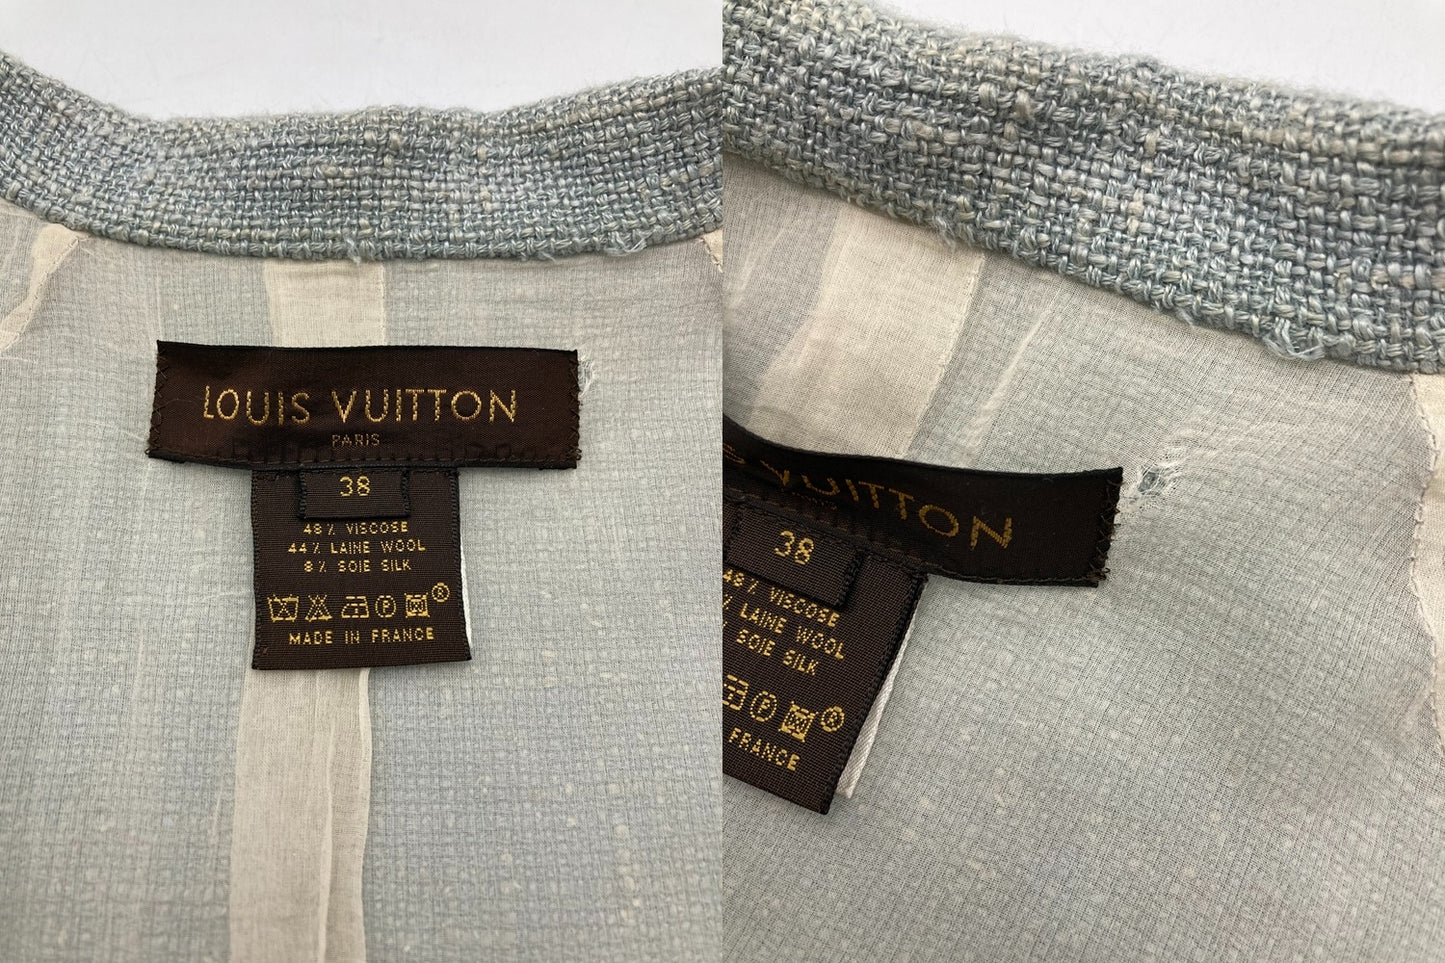 LOUIS VUITTON
PARIS
38
48% VISCOSE
44% LAINE WOOL
8% SOIE SILK
P ®
MADE IN FRANCE
VUITTON
38
48% VISCOSE
% LAINE WOOL
% SOIE SILK
P ®
FRANCE